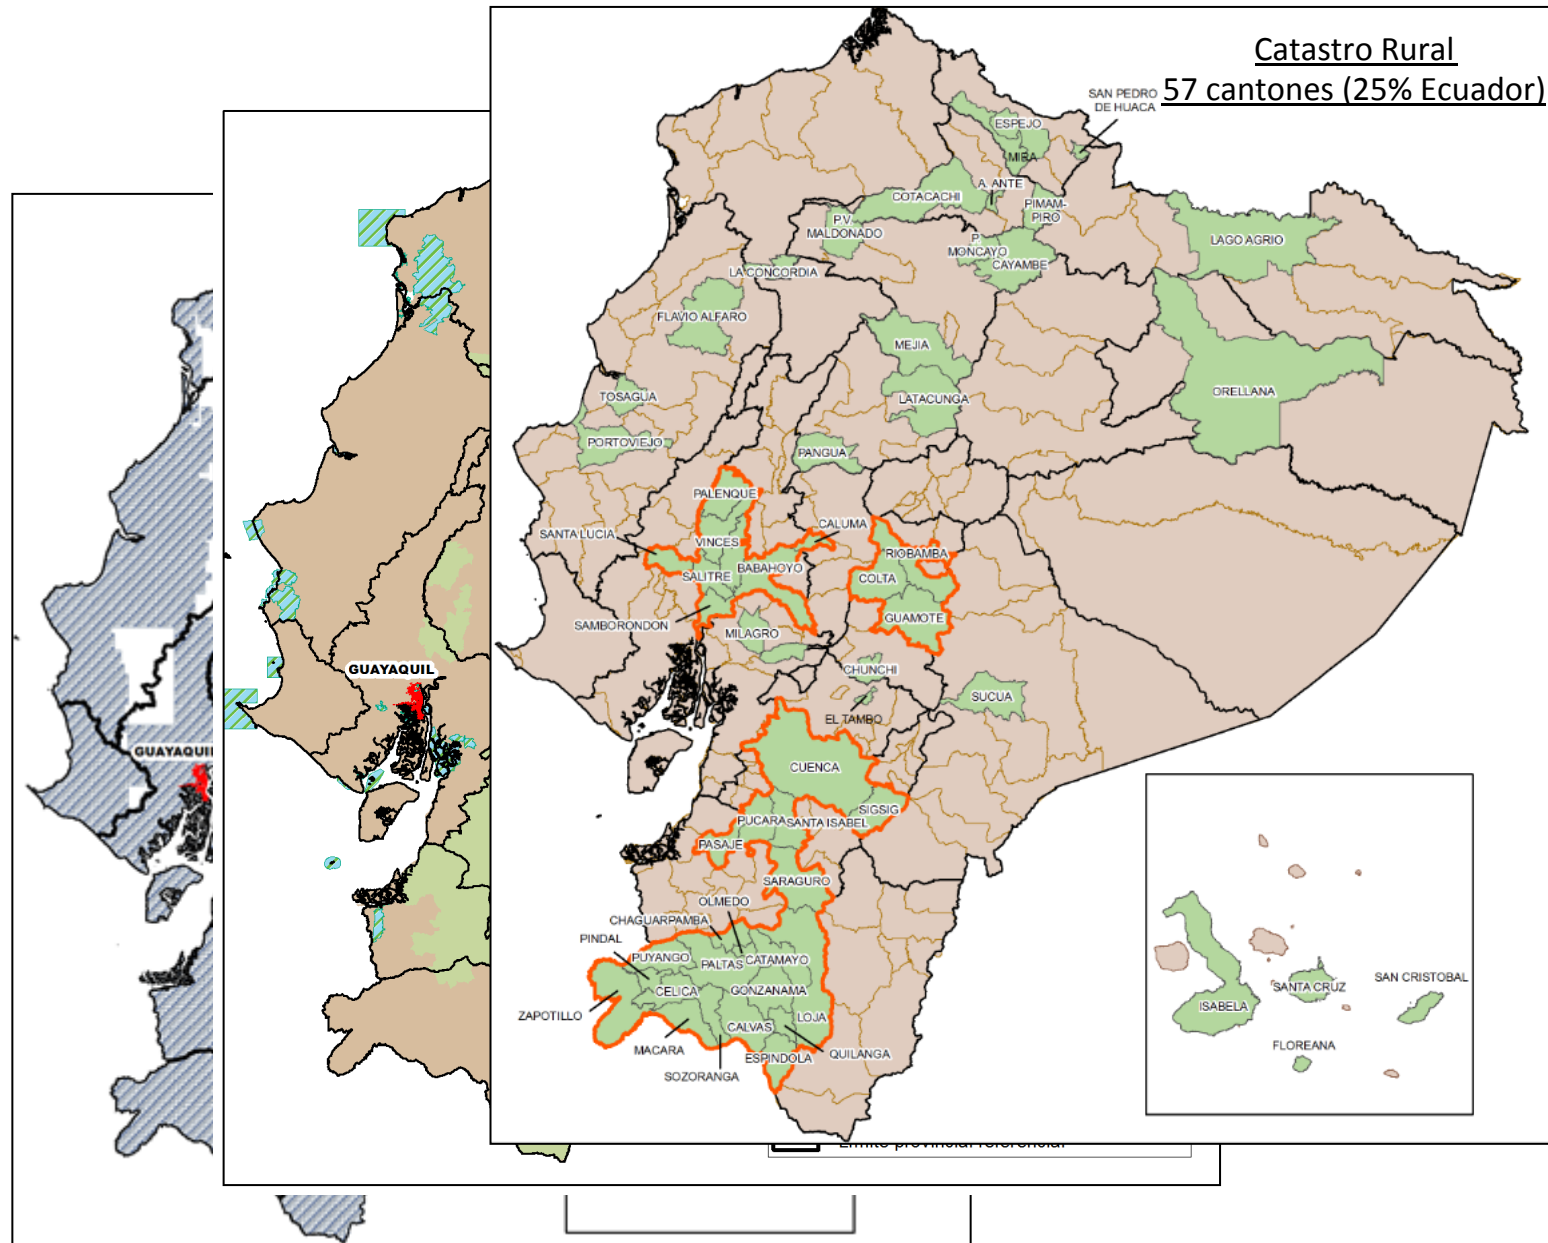 Catastro Rural
57 cantones (25% Ecuador)
SAN PEDRO
DE HUACA
ESPEJO
MIRA
A. ANTE
COTACACHI
PIMAM-
PIRO
P.V.
MALDONADO
P.
MONCAYO
CAYAMBE
LAGO AGRIO
LA CONCORDIA
FLAVIO ALFARO
MEJIA
LATACUNGA
ORELLANA
TOSAGUA
PORTOVIEJO
PANGUA
PALENQUE
CALUMA
SANTA LUCIA
VINCES
RIOBAMBA
BABAHOYO
SALITRE
COLTA
GUAMOTE
SAMBORONDON
MILAGRO
CHUNCHI
SUCUA
EL TAMBO
GUAYAQUIL
GUAYAQUI
CUENCA
SIGSIG
PUCARA
SANTA ISABEL
PASAJE
SARAGURO
OLMEDO
CHAGUARPAMBA
PINDAL
PUYANGO
PALTAS
CATAMAYO
CELICA
GONZANAMA
ZAPOTILLO
LOJA
CALVAS
MACARA
ESPINDOLA
QUILANGA
SOZORANGA
SAN CRISTOBAL
SANTA CRUZ
ISABELA
FLOREANA
Limite provincial referencial